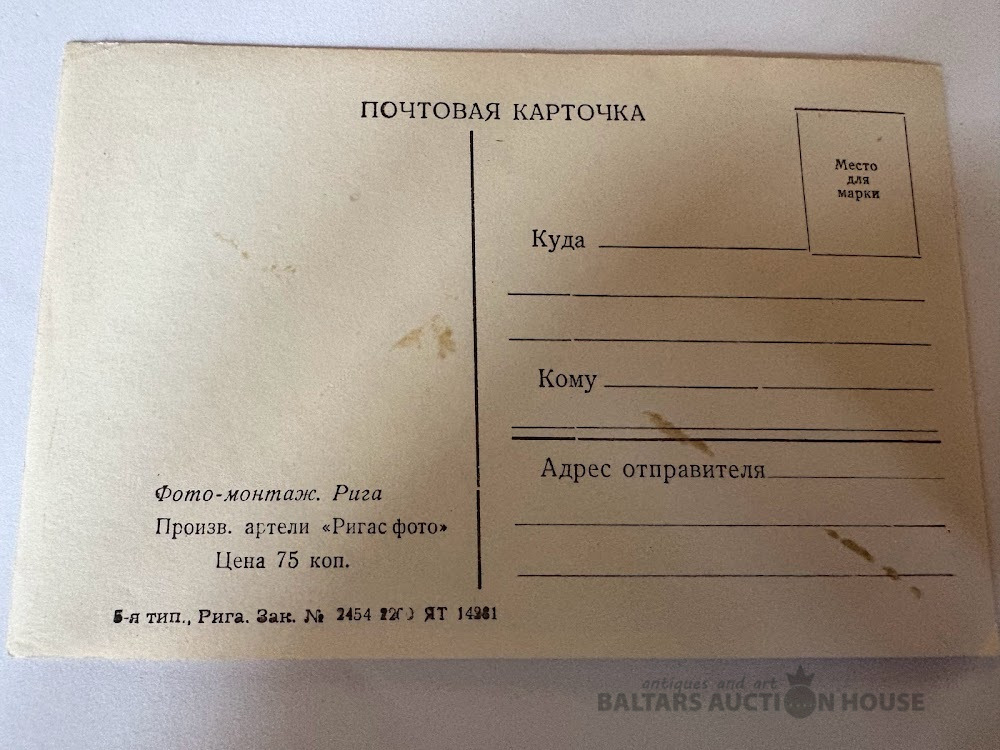 ПОЧТОВАЯ КАРТОЧКА
Место
для
марки
Куда
Кому
Адрес отправителя
Фото-монтаж. Рига
Произв. артели «Ригас фото»
Цена 75 коп.
5-я тип., Рига. Зак. № 2454 ЯТ
antiques and art
BALTARS AUCTION HOUSE